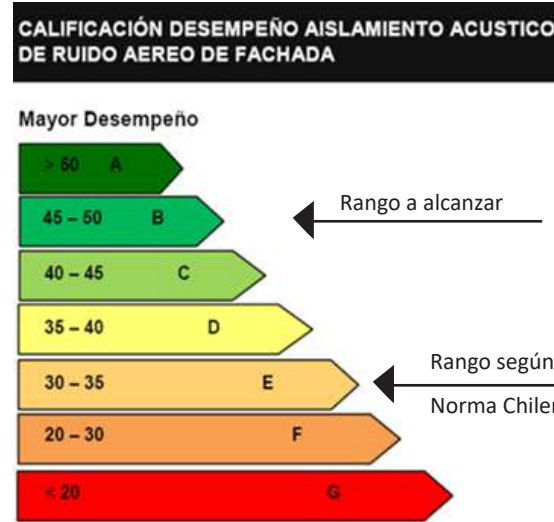 CALIFICACIÓN DESEMPEÑO AISLAMIENTO ACUSTICO
DE RUIDO AEREO DE FACHADA
Mayor Desempeño
> 50 A
45 – 50 B
Rango a alcanzar
40 – 45 C
35 – 40 D
Rango según
30 – 35 E
Norma
20 – 30 F
< 20 G